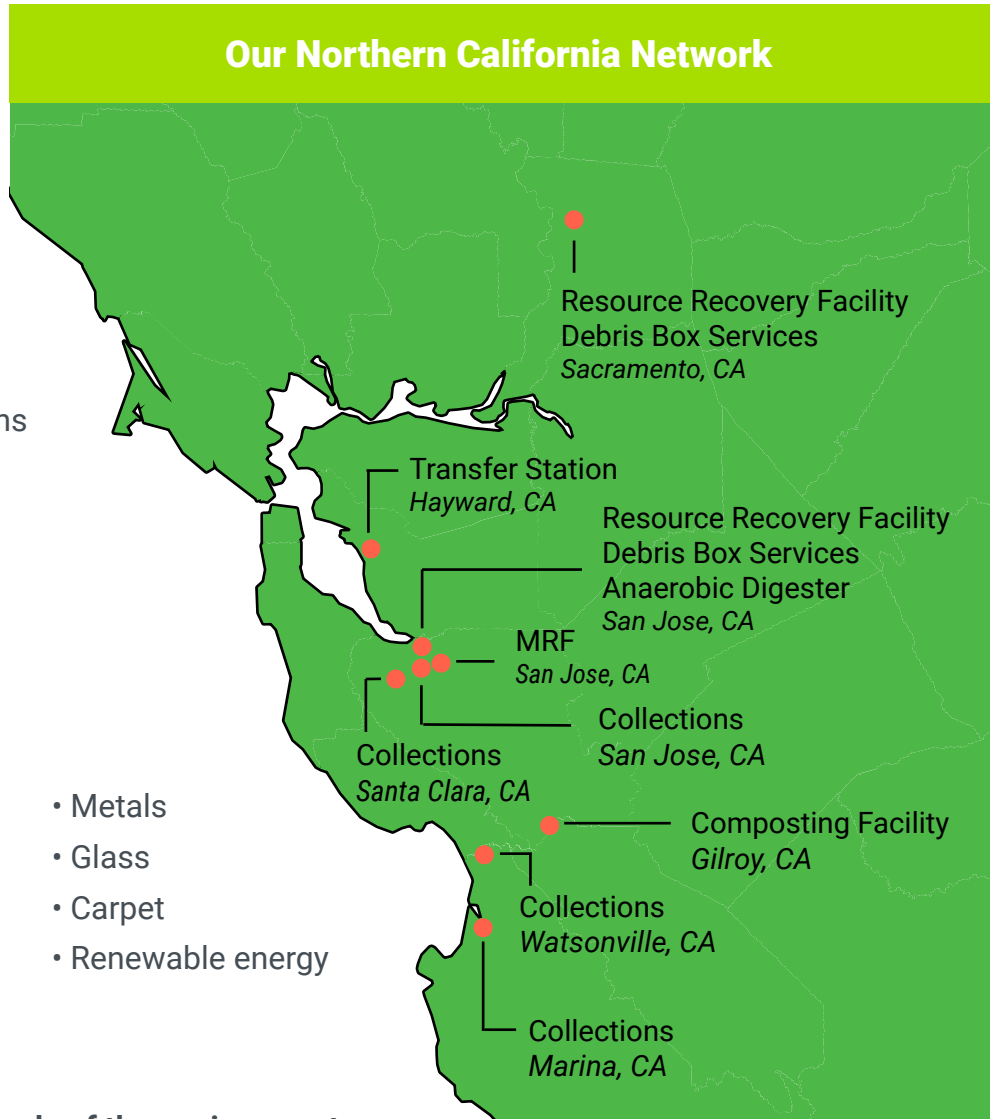 Our Northern California Network
Resource Recovery Facility
Debris Box Services
Sacramento, CA
ns
Transfer Station
Hayward, CA
Resource Recovery Facility
Debris Box Services
Anaerobic Digester
San Jose, CA
MRF
San Jose, CA
Collections
San Jose, CA
Collections
Santa Clara, CA
• Metals
• Glass
• Carpet
• Renewable energy
Composting Facility
Gilroy, CA
Collections
Watsonville, CA
Collections
Marina, CA